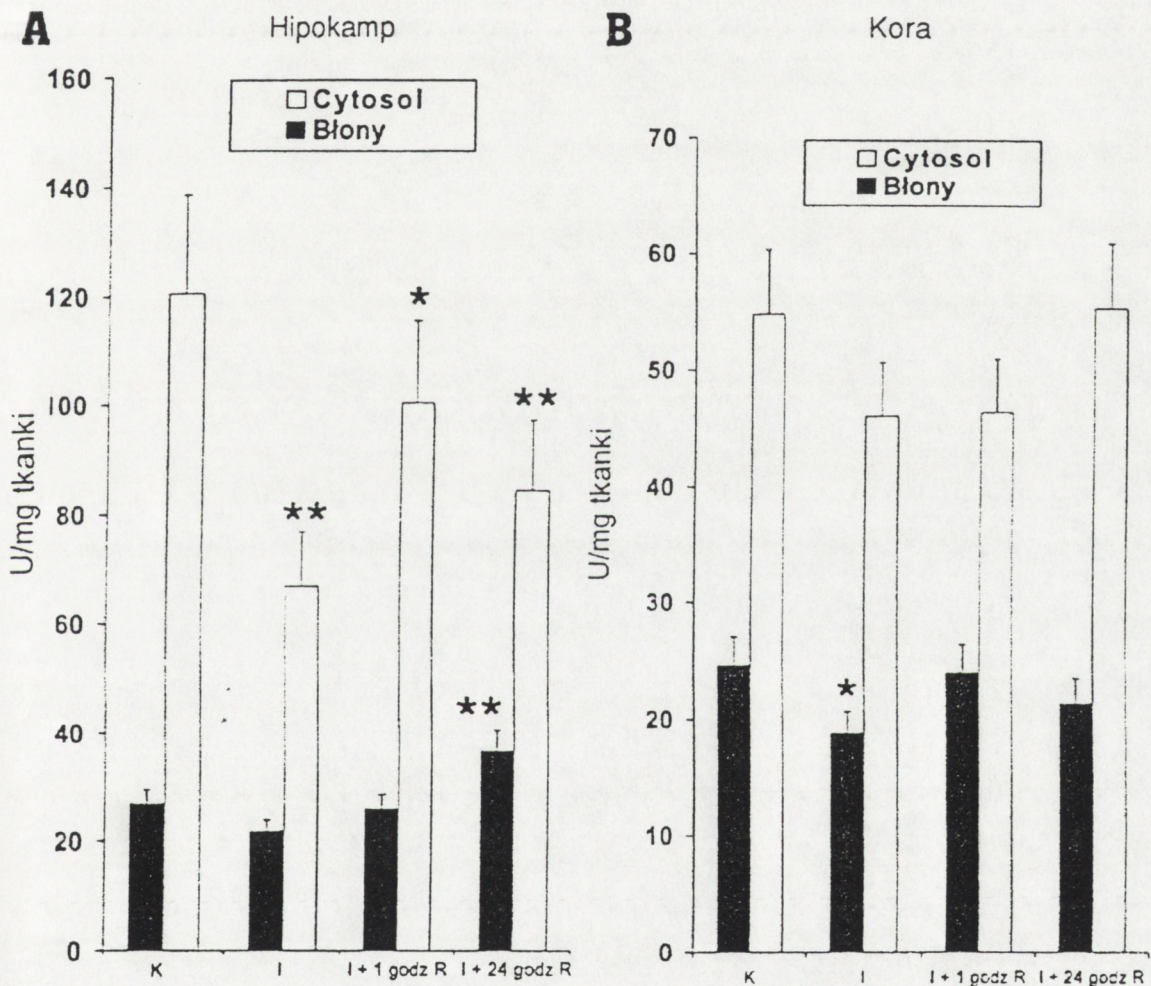 A
Hipokamp
160
140
120
100
80
60
40
20
0
U/mg tkanki
Cytosol
Błony
★★
*
★★
★★
K
I
I + 1 godz R
I + 24 godz R
B
Kora
70
60
50
40
30
20
10
0
U/mg tkanki
Cytosol
Błony
★
K
I
I + 1 godz R
I + 24 godz R